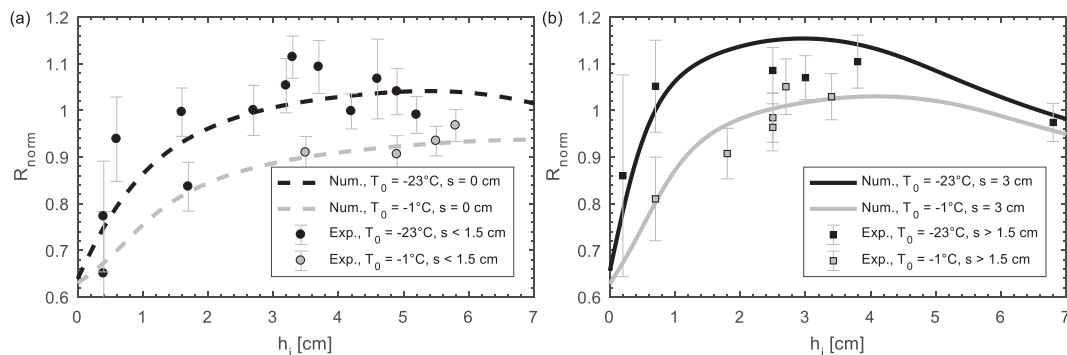 (a)
1.2
1.1
1
0.9
0.8
0.7
0.6
R_norm
0 1 2 3 4 5 6 7
h_i [cm]
Num., T_0 = -23°C, s = 0 cm
Num., T_0 = -1°C, s = 0 cm
Exp., T_0 = -23°C, s < 1.5 cm
Exp., T_0 = -1°C, s < 1.5 cm
(b)
1.2
1.1
1
0.9
0.8
0.7
0.6
R_norm
0 1 2 3 4 5 6 7
h_i [cm]
Num., T_0 = -23°C, s = 3 cm
Num., T_0 = -1°C, s = 3 cm
Exp., T_0 = -23°C, s > 1.5 cm
Exp., T_0 = -1°C, s > 1.5 cm